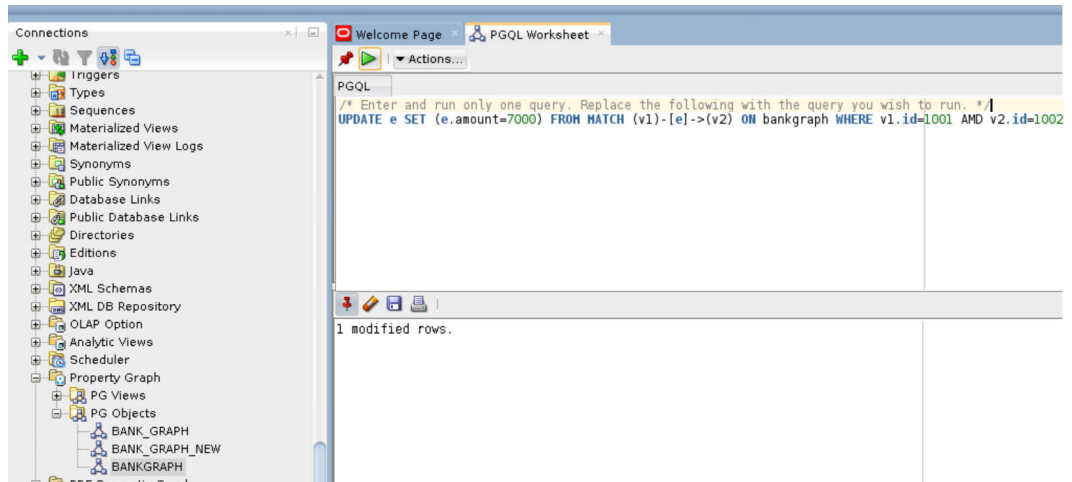 Connections
Triggers
Types
Sequences
Materialized Views
Materialized View Logs
Synonyms
Public Synonyms
Database Links
Public Database Links
Directories
Editions
Java
XML Schemas
XML DB Repository
OLAP Option
Analytic Views
Scheduler
Property Graph
PG Views
PG Objects
BANK_GRAPH
BANK_GRAPH_NEW
BANKGRAPH
Welcome Page
PGQL Worksheet
Actions...
PGQL
/* Enter and run only one query. Replace the following with the query you wish to run. */
UPDATE e SET (e.amount=7000) FROM MATCH (v1)-[e]->(v2) ON bankgraph WHERE v1.id=1001 AMD v2.id=1002
1 modified rows.